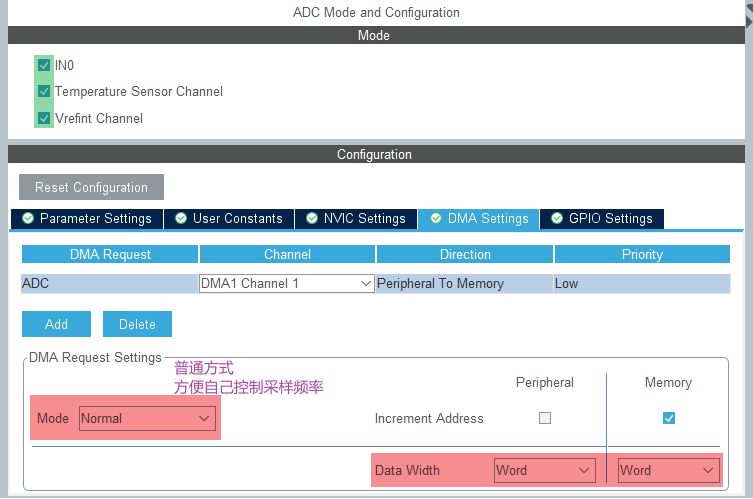 ADC Mode and Configuration
Mode
IN0
Temperature Sensor Channel
Vrefint Channel
Configuration
Reset Configuration
Parameter Settings User Constants NVIC Settings DMA Settings GPIO Settings
DMA Request Channel Direction Priority
ADC DMA1 Channel 1 Peripheral To Memory Low
Add Delete
DMA Request Settings
普通方式
方便自己控制采样频率
Peripheral Memory
Mode Normal Increment Address
Data Width Word Word